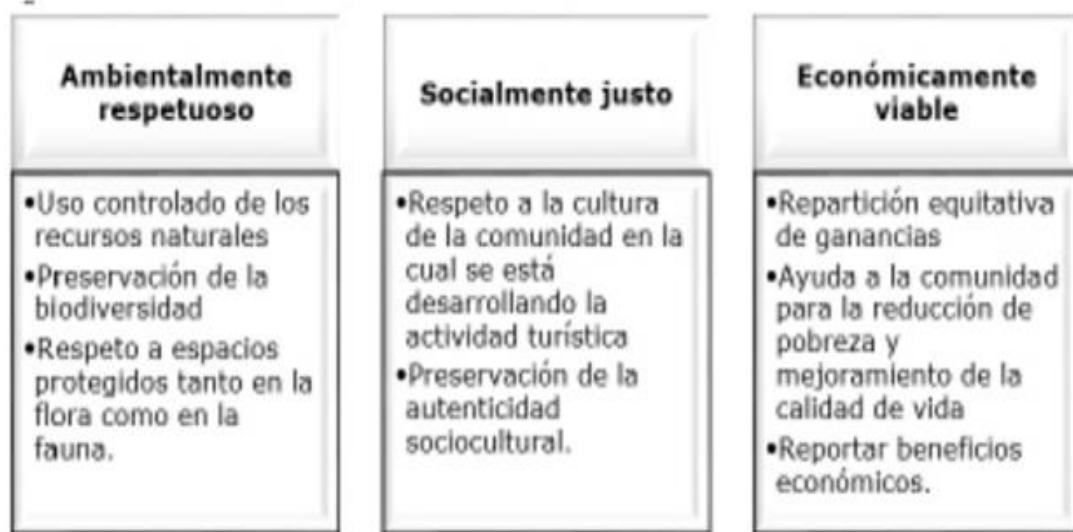 Ambientalmente
respetuoso
•Uso controlado de los
recursos naturales
•Preservación de la
biodiversidad
•Respeto a espacios
protegidos tanto en la
flora como en la
fauna.
Socialmente justo
•Respeto a la cultura
de la comunidad en la
cual se está
desarrollando la
actividad turística
•Preservación de la
autenticidad
sociocultural.
Económicamente
viable
•Repartición equitativa
de ganancias
•Ayuda a la comunidad
para la reducción de
pobreza y
mejoramiento de la
calidad de vida
•Reportar beneficios
económicos.